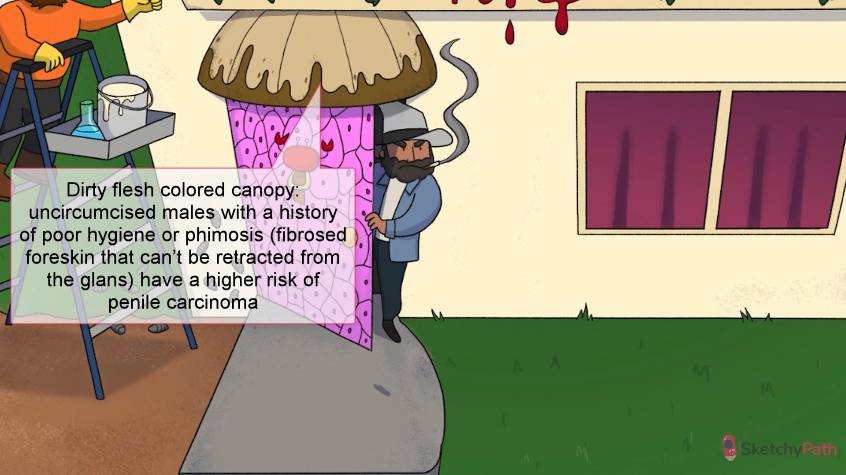 Dirty flesh colored canopy:
uncircumcised males with a history
of poor hygiene or phimosis (fibrosed
foreskin that can't be retracted from
the glans) have a higher risk of
penile carcinoma
SketchyPath